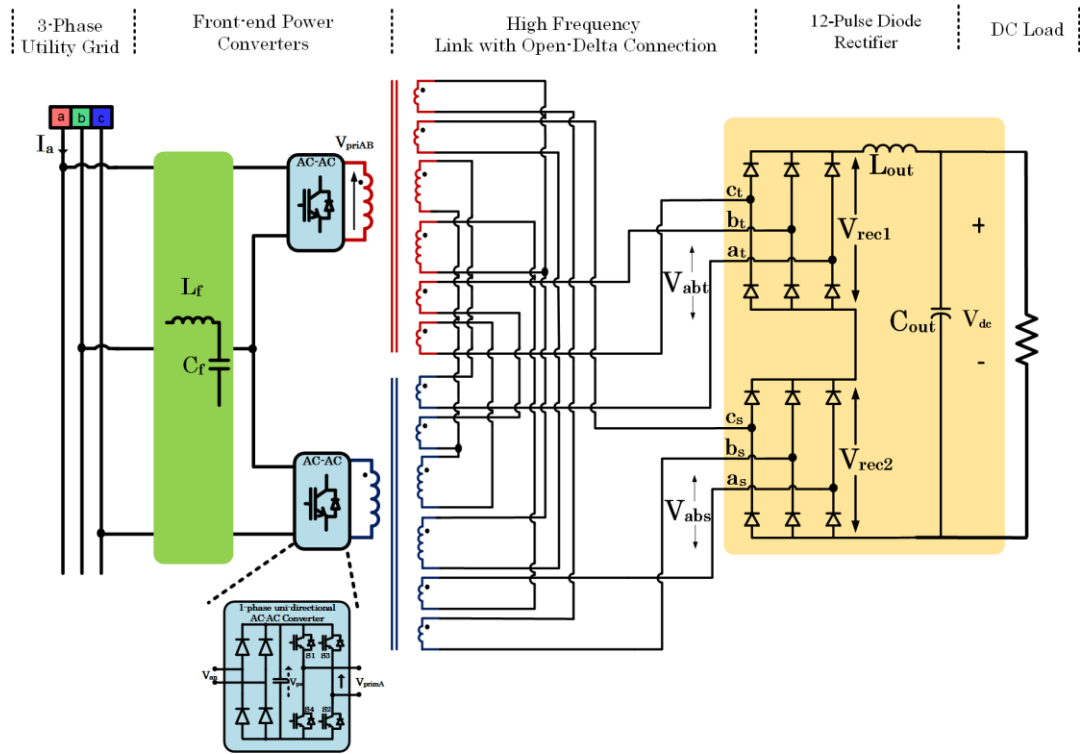 3-Phase
Utility Grid
Front-end Power
Converters
High Frequency
Link with Open-Delta Connection
12-Pulse Diode
Rectifier
DC Load
a b c
Ia
VpriAB
AC-AC
Lf
Cf
AC-AC
ct
bt
at
Vabt
Vrec1
Lout
Cout
+
Vdc
-
cs
bs
as
Vabs
Vrec2
1-phase uni-directional
AC-AC Converter
S1 S3
Van
VprimA
S4 S2